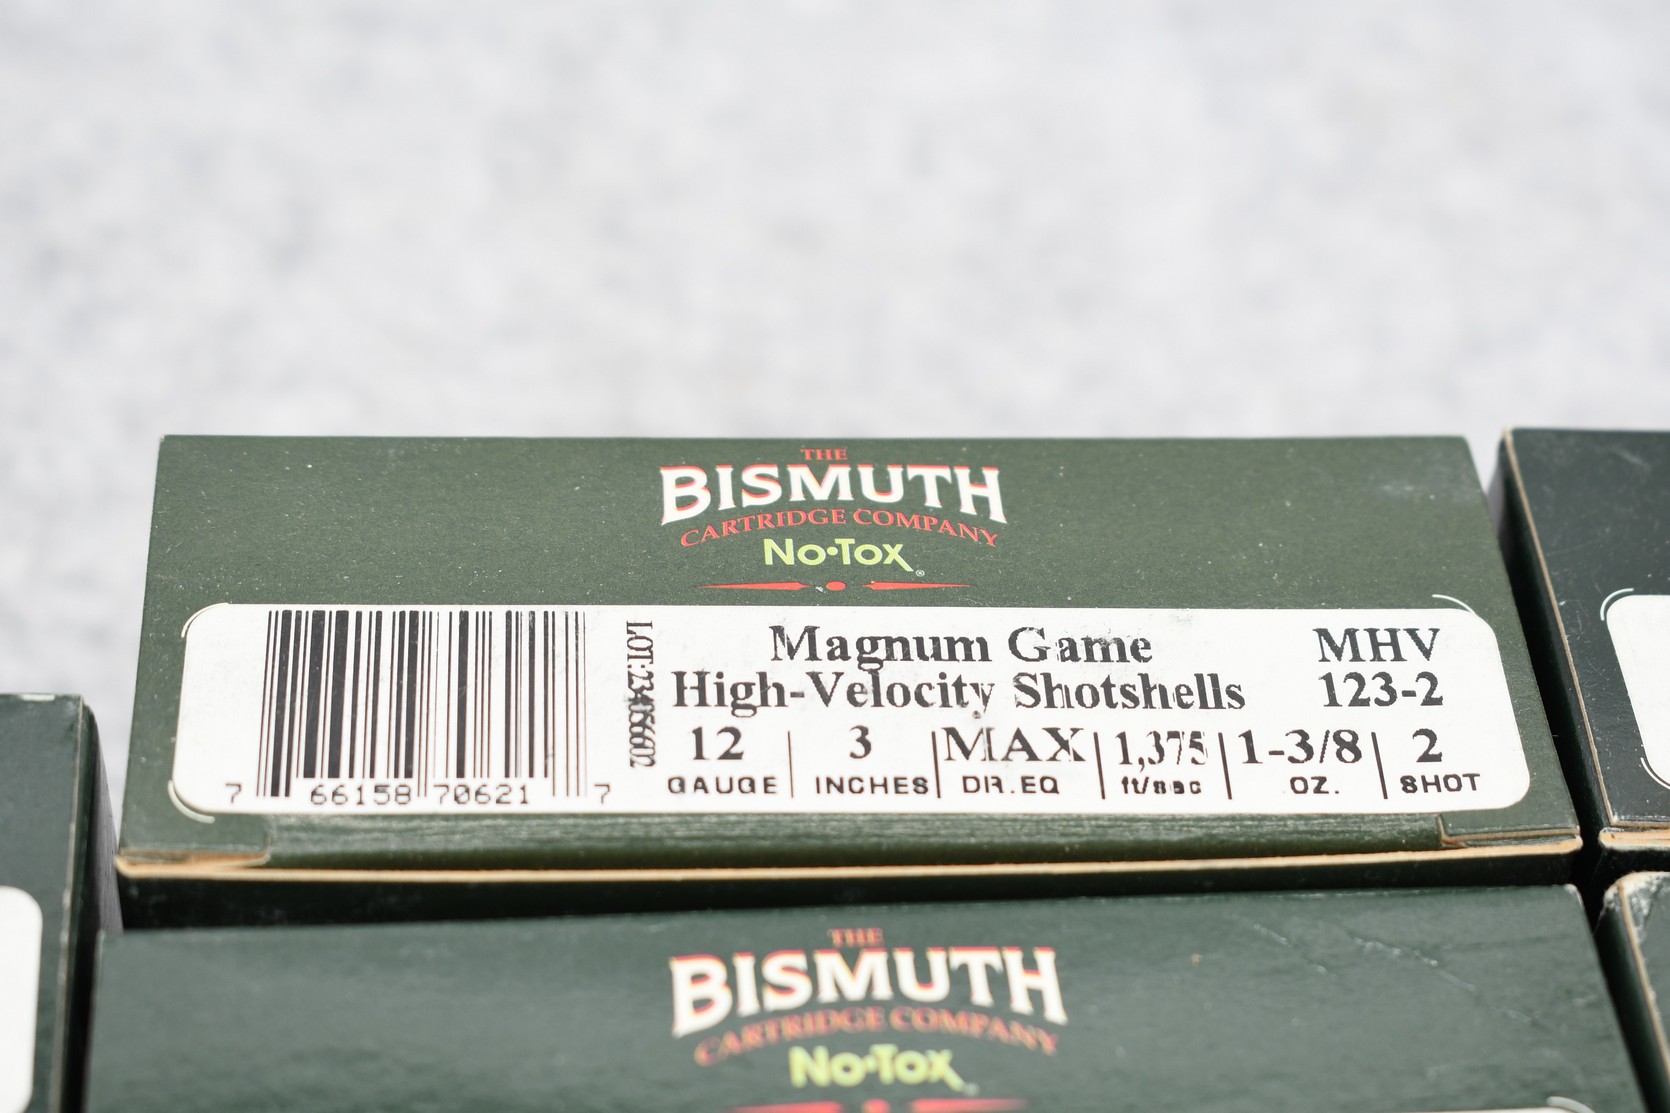 THE
BISMUTH
CARTRIDGE COMPANY
No•Tox®
Magnum Game MHV
High-Velocity Shotshells 123-2
12 3 MAX 1,375 1-3/8 2
GAUGE INCHES DR.EQ ft/sec OZ. SHOT
7 66158 70621 7
THE
BISMUTH
CARTRIDGE COMPANY
No•Tox